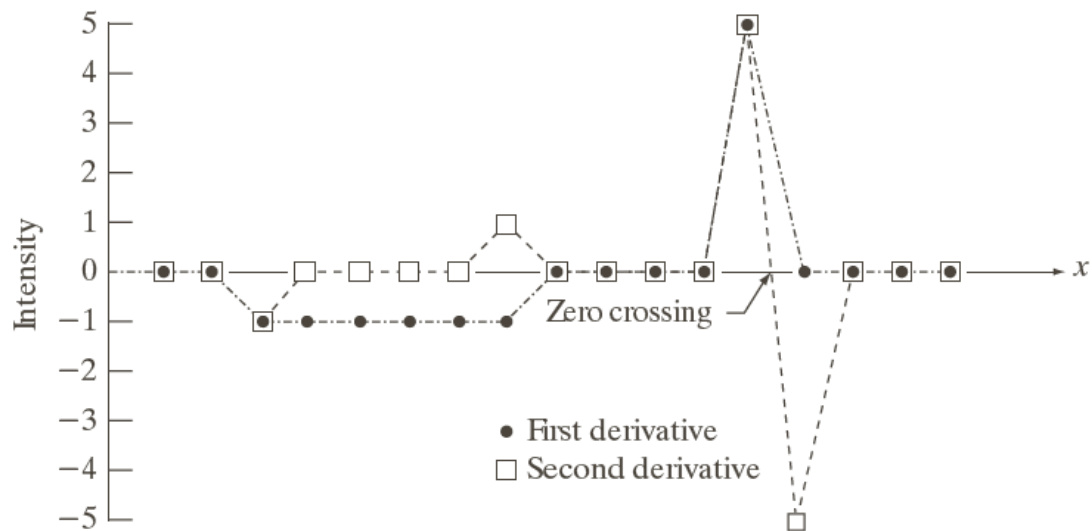 5
4
3
2
1
0
−1
−2
−3
−4
−5
Intensity
x
Zero crossing
First derivative
Second derivative